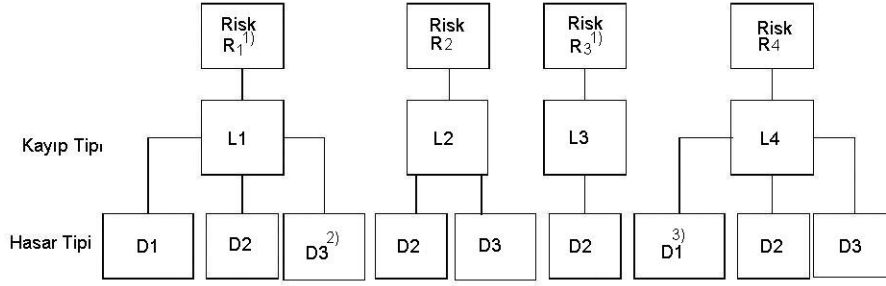 Risk Risk Risk Risk
R1 1) R2 R3 1) R4
Kayıp Tipı L1 L2 L3 L4
Hasar Tipi D1 D2 D3 2) D2 D3 D2 3) D1 D2 D3